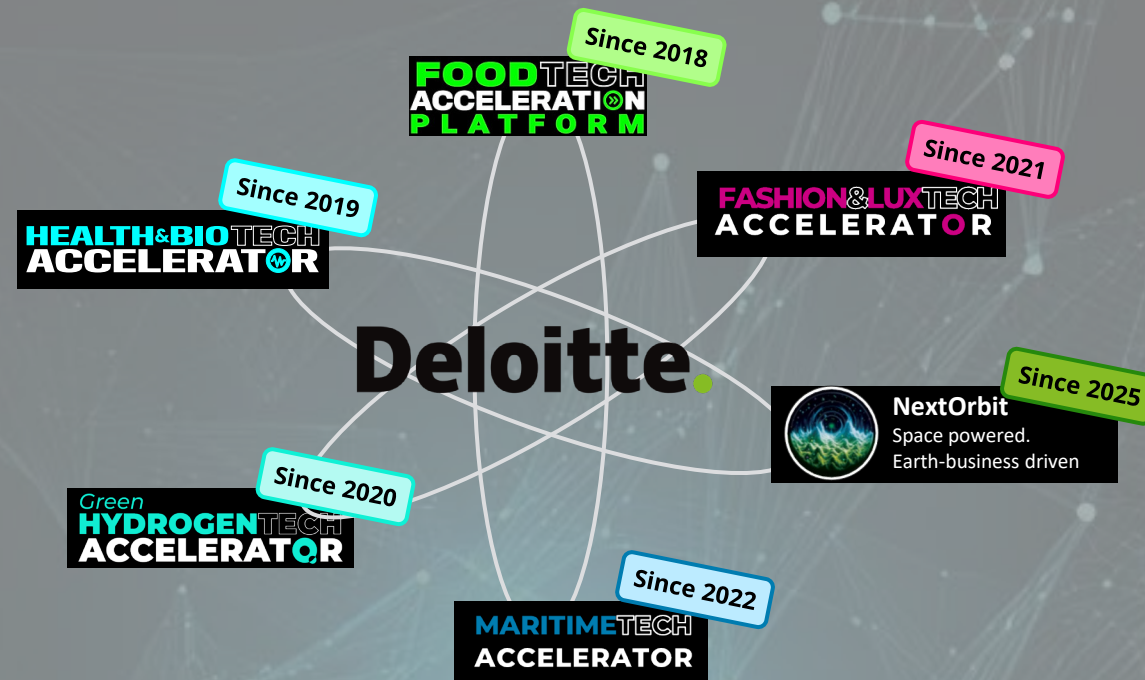 Since 2018
FOODTECH
ACCELERATION
PLATFORM
Since 2021
FASHION&LUXTECH
ACCELERATOR
Since 2019
HEALTH&BIOTECH
ACCELERATOR
Deloitte.
Since 2025
NextOrbit
Space powered.
Earth-business driven
Since 2020
Green
HYDROGENTECH
ACCELERATOR
Since 2022
MARITIMETECH
ACCELERATOR